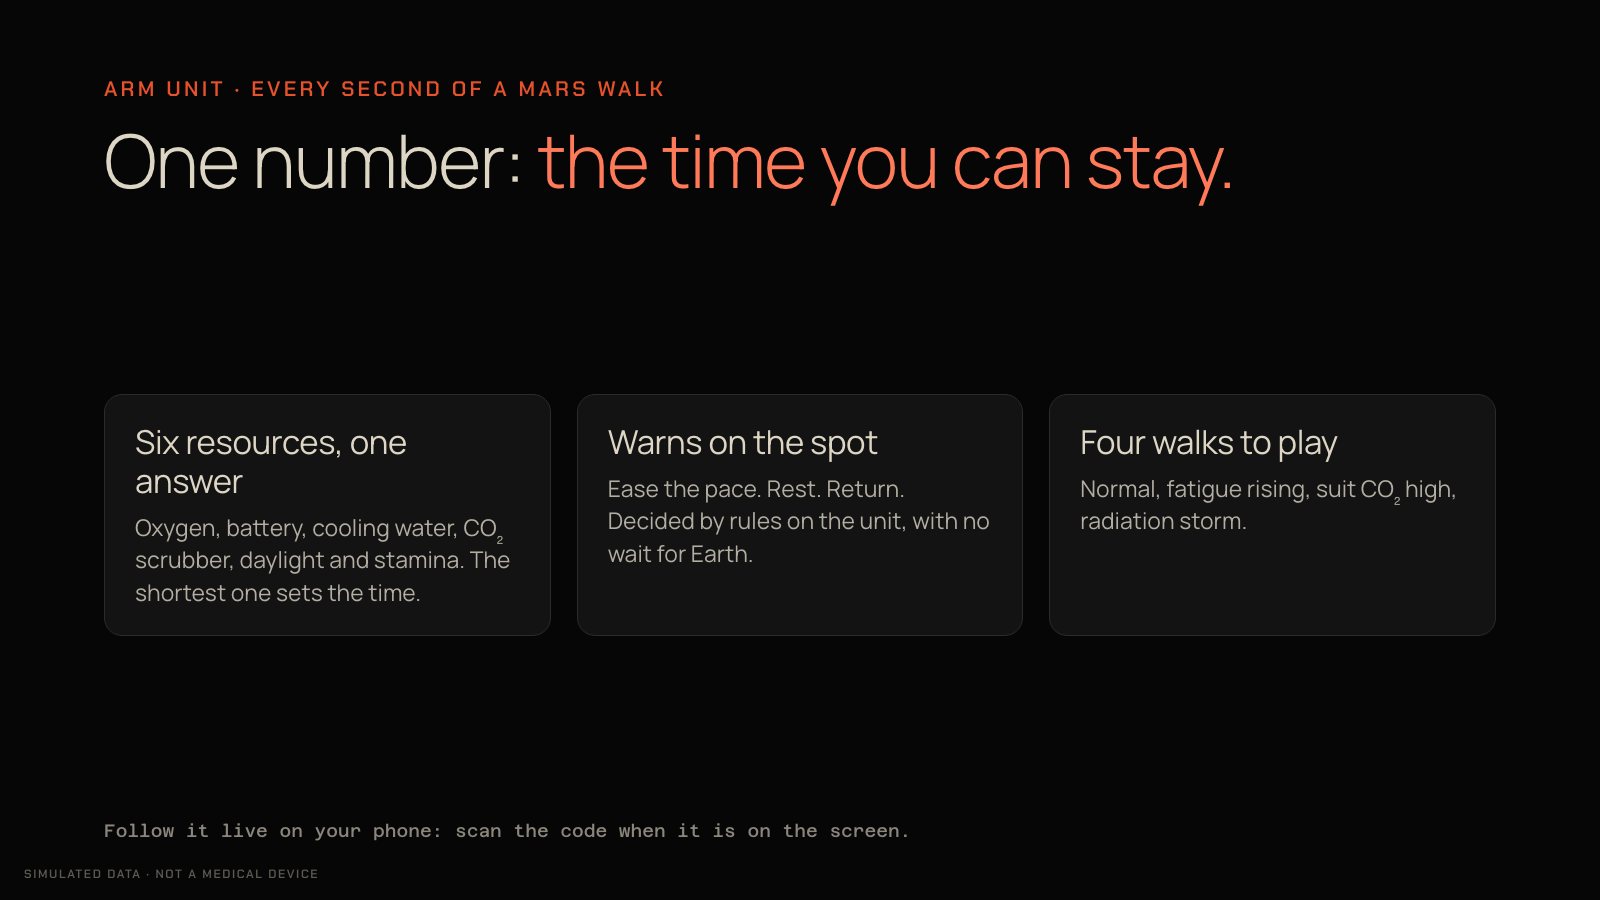 ARM UNIT · EVERY SECOND OF A MARS WALK
One number: the time you can stay.
Six resources, one
answer
Oxygen, battery, cooling water, CO₂
scrubber, daylight and stamina. The
shortest one sets the time.
Warns on the spot
Ease the pace. Rest. Return.
Decided by rules on the unit, with no
wait for Earth.
Four walks to play
Normal, fatigue rising, suit CO₂ high,
radiation storm.
Follow it live on your phone: scan the code when it is on the screen.
SIMULATED DATA · NOT A MEDICAL DEVICE